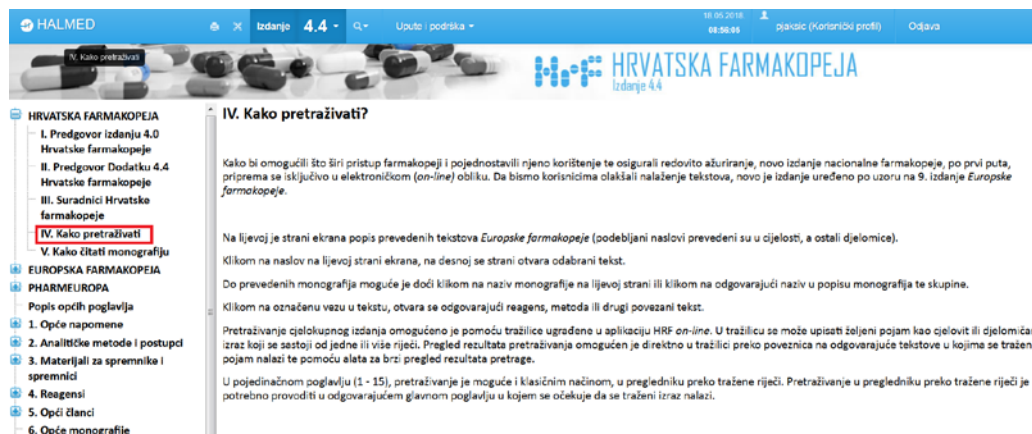 HALMED
Izdanje 4.4
Upute i podrška
18.05.2018
08:56:05
pjaksic (Korisnički profil)
Odjava
IV. Kako pretraživati
HRVATSKA FARMAKOPEJA
Izdanje 4.4
HRVATSKA FARMAKOPEJA
I. Predgovor izdanju 4.0
Hrvatske farmakopeje
II. Predgovor Dodatku 4.4
Hrvatske farmakopeje
III. Suradnici Hrvatske
farmakopeje
IV. Kako pretraživati
V. Kako čitati monografiju
EUROPSKA FARMAKOPEJA
PHARMEUROPA
Popis općih poglavlja
1. Opće napomene
2. Analitičke metode i postupci
3. Materijali za spremnike i
spremnici
4. Reagensi
5. Opći članci
6. Opće monografije
IV. Kako pretraživati?
Kako bi omogućili što širi pristup farmakopeji i pojednostavili njeno korištenje te osigurali redovito ažuriranje, novo izdanje nacionalne farmakopeje, po prvi puta,
priprema se isključivo u elektroničkom (on-line) obliku. Da bismo korisnicima olakšali nalaženje tekstova, novo je izdanje uređeno po uzoru na 9. izdanje Europske
farmakopeje.
Na lijevoj je strani ekrana popis prevedenih tekstova Europske farmakopeje (podebljani naslovi prevedeni su u cijelosti, a ostali djelomice).
Klikom na naslov na lijevoj strani ekrana, na desnoj se strani otvara odabrani tekst.
Do prevedenih monografija moguće je doći klikom na naziv monografije na lijevoj strani ili klikom na odgovarajući naziv u popisu monografija te skupine.
Klikom na označenu vezu u tekstu, otvara se odgovarajući reagens, metoda ili drugi povezani tekst.
Pretraživanje cjelokupnog izdanja omogućeno je pomoću tražilice ugrađene u aplikaciju HRF on-line. U tražilicu se može upisati željeni pojam kao cjelovit ili djelomičan
izraz koji se sastoji od jedne ili više riječi. Pregled rezultata pretraživanja omogućen je direktno u tražilici preko poveznica na odgovarajuće tekstove u kojima se tražen
pojam nalazi te pomoću alata za brzi pregled rezultata pretrage.
U pojedinačnom poglavlju (1 - 15), pretraživanje je moguće i klasičnim načinom, u pregledniku preko tražene riječi. Pretraživanje u pregledniku preko tražene riječi je
potrebno provoditi u odgovarajućem glavnom poglavlju u kojem se očekuje da se traženi izraz nalazi.